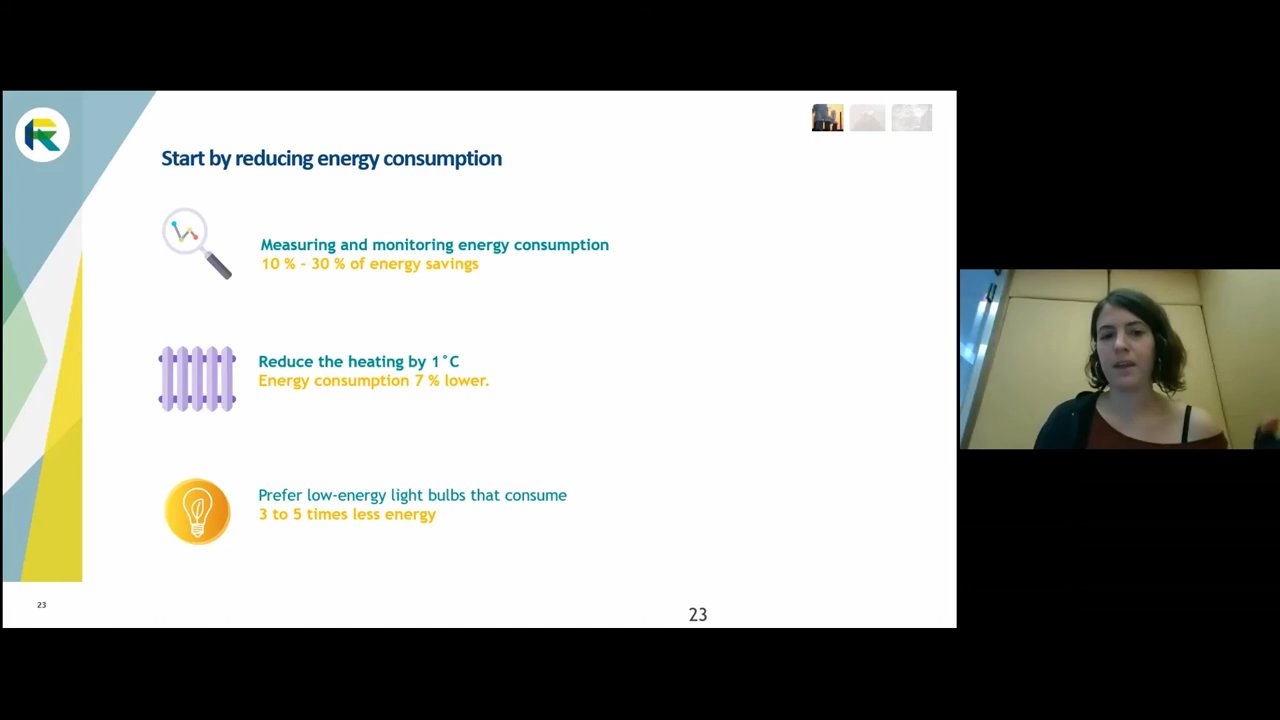 Start by reducing energy consumption
Measuring and monitoring energy consumption
10 % - 30 % of energy savings
Reduce the heating by 1°C
Energy consumption 7 % lower.
Prefer low-energy light bulbs that consume
3 to 5 times less energy
23
23